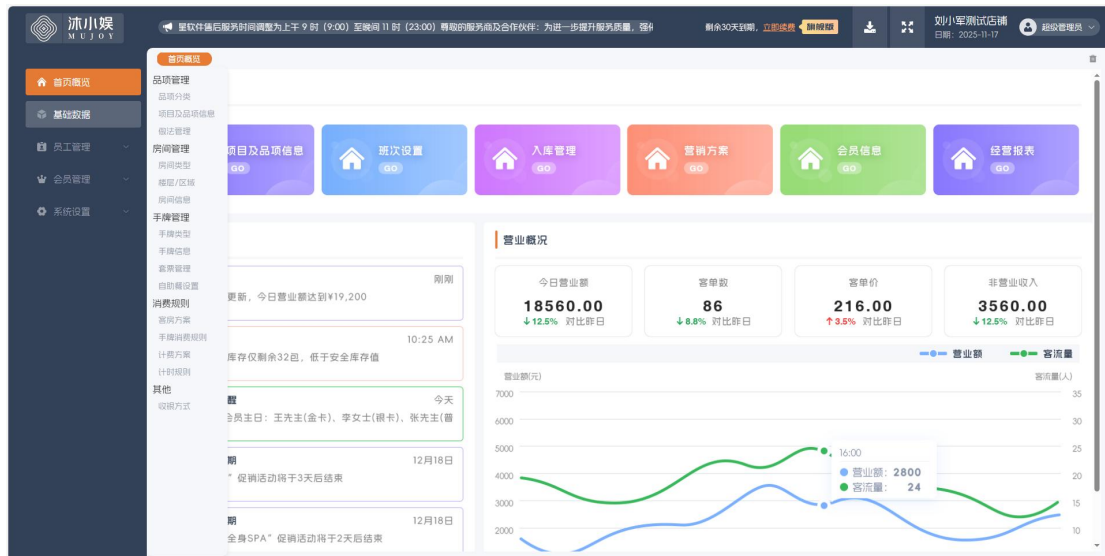 沐小娱
MUJOY
星软件售后服务时间调整为上午 9 时 (9:00) 至晚间 11 时 (23:00) 尊敬的服务商及合作伙伴: 为进一步提升服务质量, 强化
剩余30天到期, 立即续费
旗舰版
刘小军测试店铺
日期: 2025-11-17
超级管理员
首页概览
首页概览
基础数据
员工管理
会员管理
系统设置
品项管理
品项分类
项目及品项信息
做法管理
房间管理
房间类型
楼层/区域
房间信息
手牌管理
手牌类型
手牌信息
套票管理
自助餐设置
消费规则
客房方案
手牌消费规则
计费方案
计时规则
其他
收银方式
项目及品项信息
GO
班次设置
GO
入库管理
GO
营销方案
GO
会员信息
GO
经营报表
GO
刚刚
更新, 今日营业额达到¥19,200
10:25 AM
库存仅剩余32包, 低于安全库存值
醒
今天
会员生日: 王先生(金卡), 李女士(银卡), 张先生(普
期
12月18日
” 促销活动将于3天后结束
期
12月18日
全身SPA” 促销活动将于2天后结束
营业概况
今日营业额
18560.00
↓12.5% 对比昨日
客单数
86
↓8.8% 对比昨日
客单价
216.00
↑3.5% 对比昨日
非营业收入
3560.00
↓12.5% 对比昨日
营业额
客流量
营业额(元)
客流量(人)
7000
6000
5000
4000
3000
2000
35
30
25
20
15
10
16:00
营业额: 2800
客流量: 24